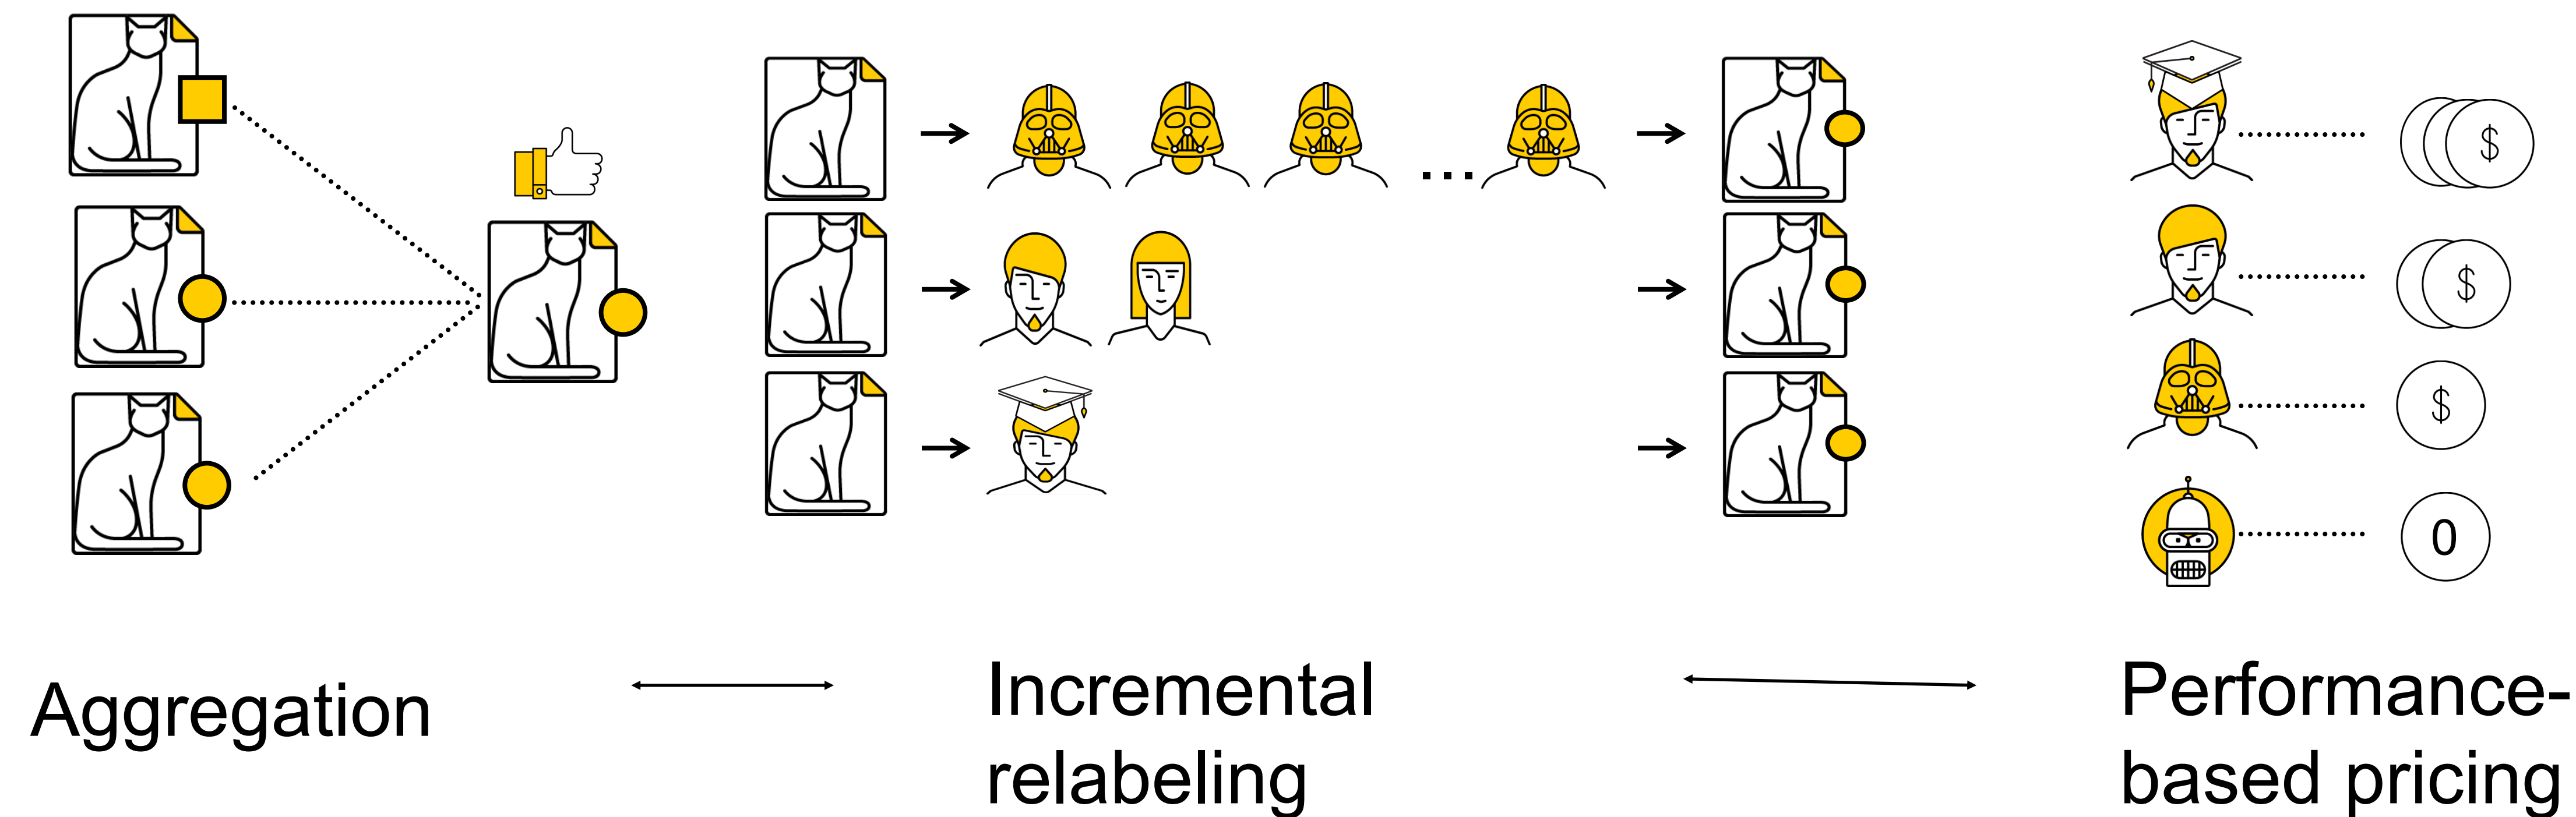 ...
$
$
$
0
Aggregation
Incremental
relabeling
Performance-
based pricing